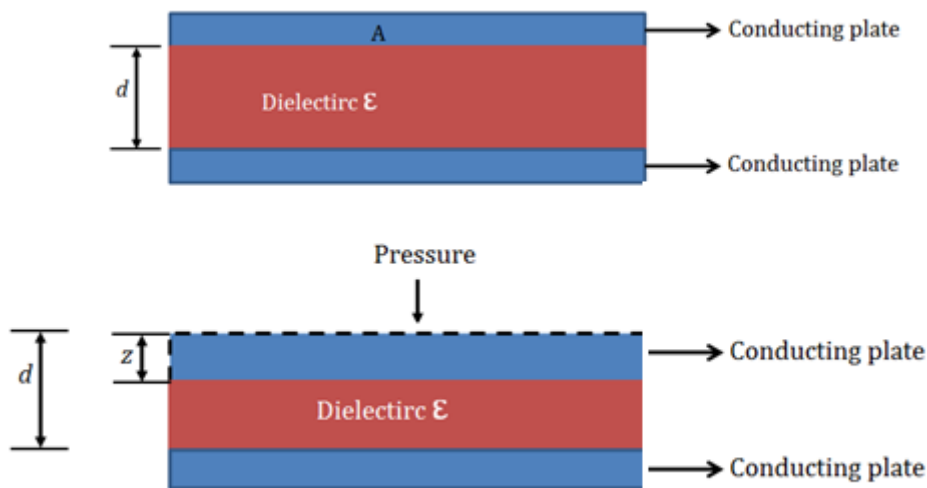 A
Conducting plate
d
Dielectirc ℇ
Conducting plate
Pressure
z
Conducting plate
d
Dielectirc ℇ
Conducting plate